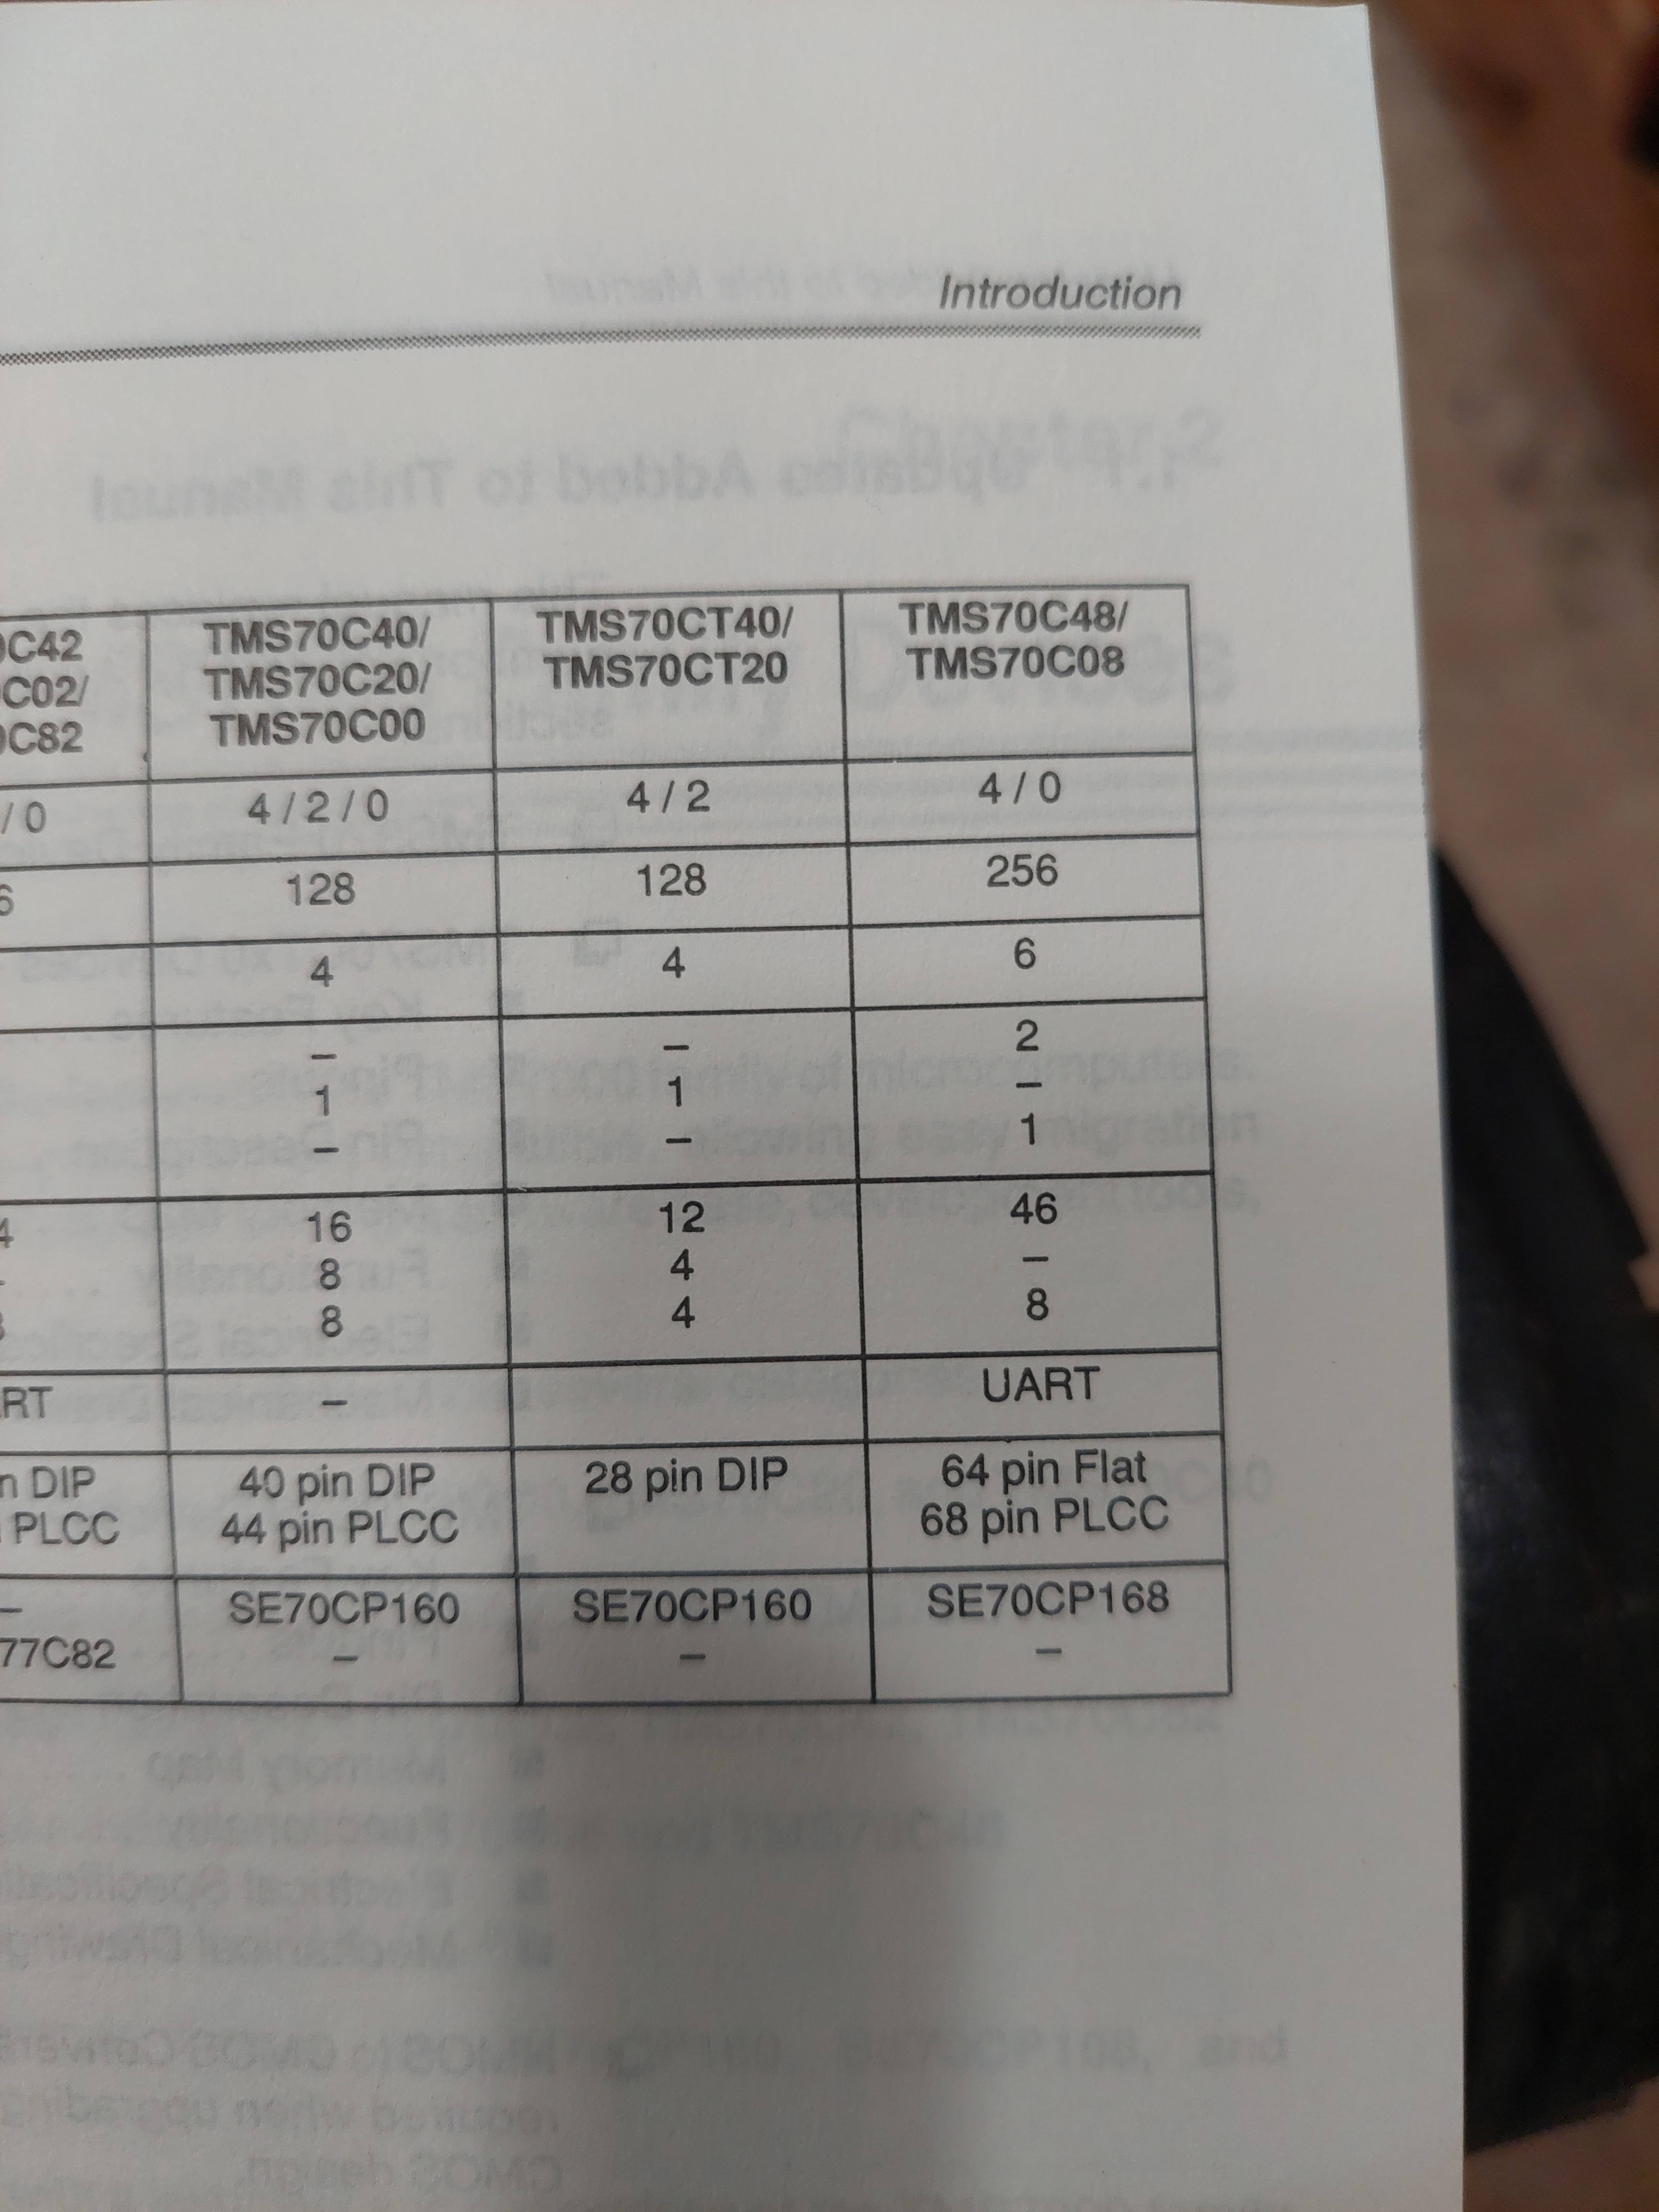 Introduction
C42 TMS70C40/ TMS70CT40/ TMS70C48/
C02/ TMS70C20/ TMS70CT20 TMS70C08
C82 TMS70C00
/ 0 4 / 2 / 0 4 / 2 4 / 0
6 128 128 256
4 4 6
– – 2
1 1 –
– – 1
4 16 12 46
8 4 –
8 4 8
RT – UART
n DIP 40 pin DIP 28 pin DIP 64 pin Flat
PLCC 44 pin PLCC 68 pin PLCC
– SE70CP160 SE70CP160 SE70CP168
77C82 – – –